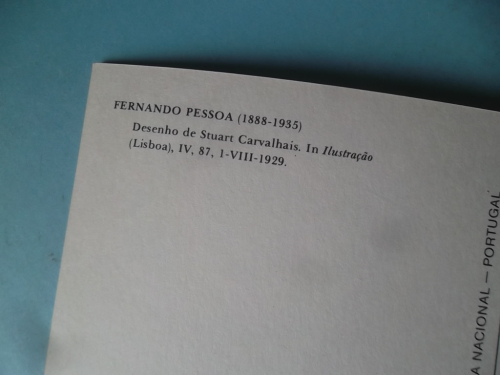 FERNANDO PESSOA (1888-1935)
Desenho de Stuart Carvalhais. In Ilustração
(Lisboa), IV, 87, 1-VIII-1929.
A NACIONAL — PORTUGAL